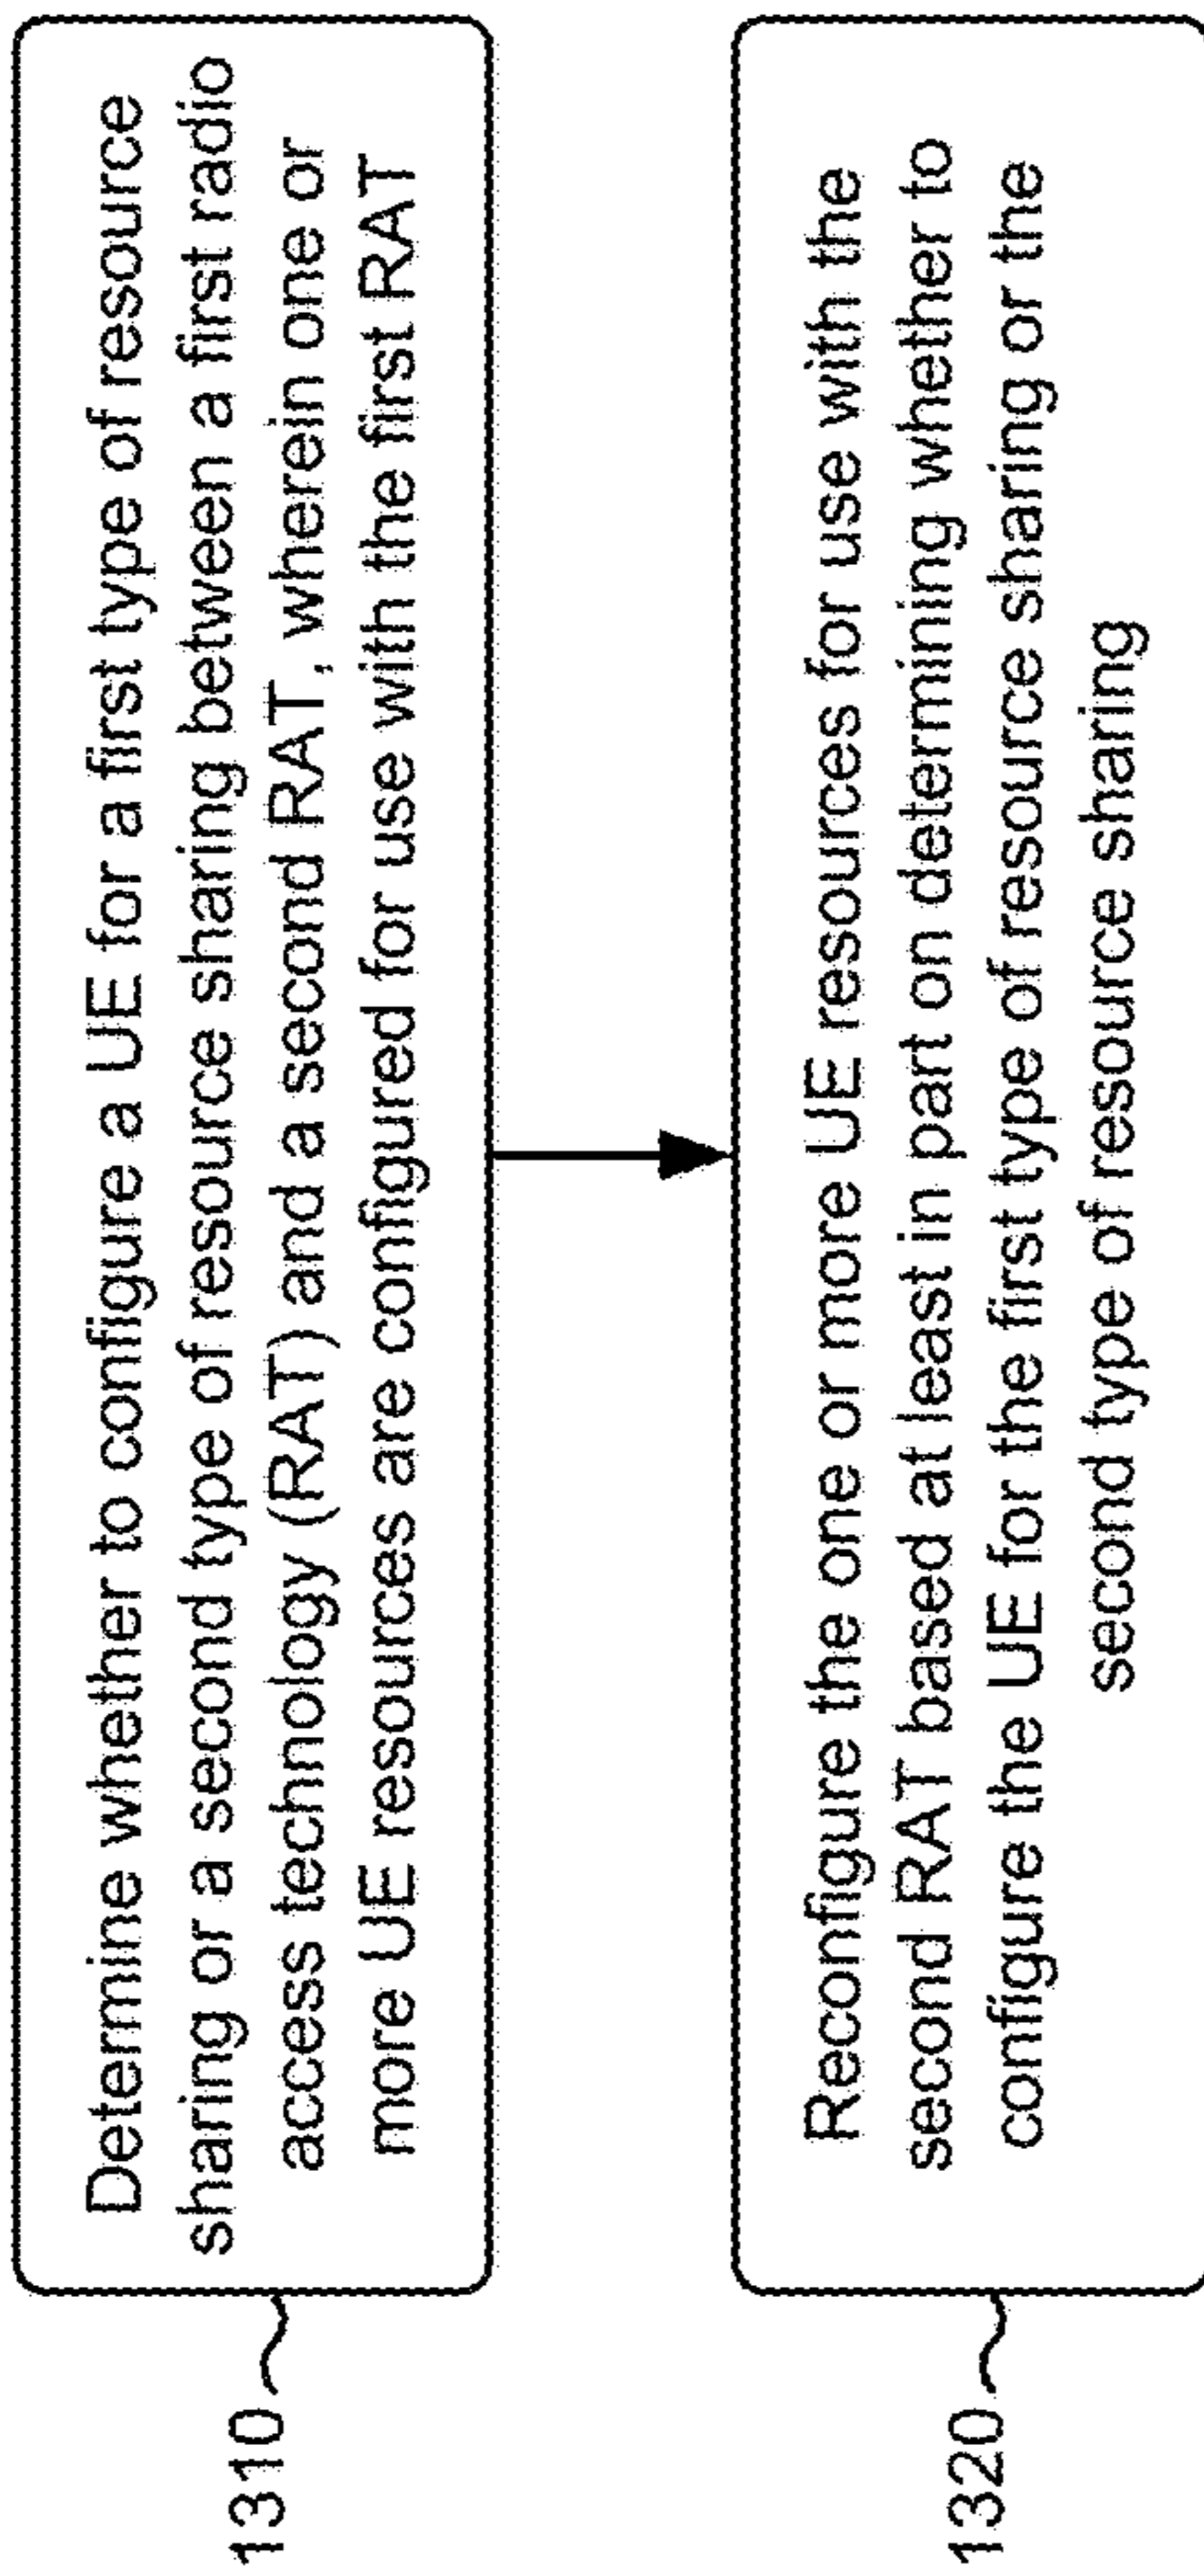 1310
Determine whether to configure a UE for a first type of resource
sharing or a second type of resource sharing between a first radio
access technology (RAT) and a second RAT, wherein one or
more UE resources are configured for use with the first RAT
1320
Reconfigure the one or more UE resources for use with the
second RAT based at least in part on determining whether to
configure the UE for the first type of resource sharing or the
second type of resource sharing